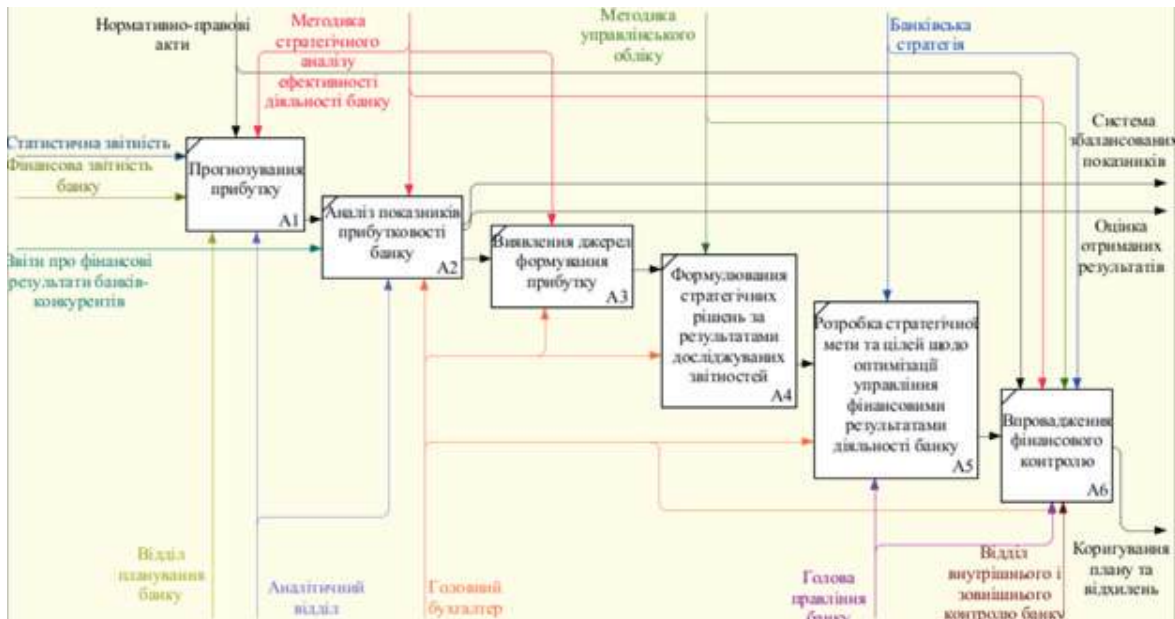 Нормативно-правові
акти
Методика
стратегічного
аналізу
ефективності
діяльності банку
Методика
управлінського
обліку
Банківська
стратегія
Статистична звітність
Фінансова звітність
банку
Звіти про фінансові
результати банків-
конкурентів
Прогнозування
прибутку
A1
Аналіз показників
прибутковості
банку
A2
Виявлення джерел
формування
прибутку
A3
Формулювання
стратегічних
рішень за
результатами
досліджуваних
звітностей
A4
Розробка стратегічної
мети та цілей щодо
оптимізації
управління
фінансовими
результатами
діяльності банку
A5
Впровадження
фінансового
контролю
A6
Система
збалансованих
показників
Оцінка
отриманих
результатів
Коригування
плану та
відхилень
Відділ
планування
банку
Аналітичний
відділ
Головний
бухгалтер
Голова
правління
банку
Відділ
внутрішнього і
зовнішнього
контролю банку